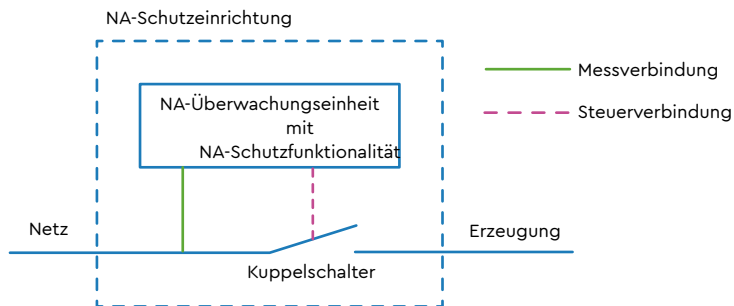 NA-Schutzeinrichtung
NA-Überwachungseinheit
mit
NA-Schutzfunktionalität
Messverbindung
Steuerverbindung
Netz
Erzeugung
Kuppelschalter